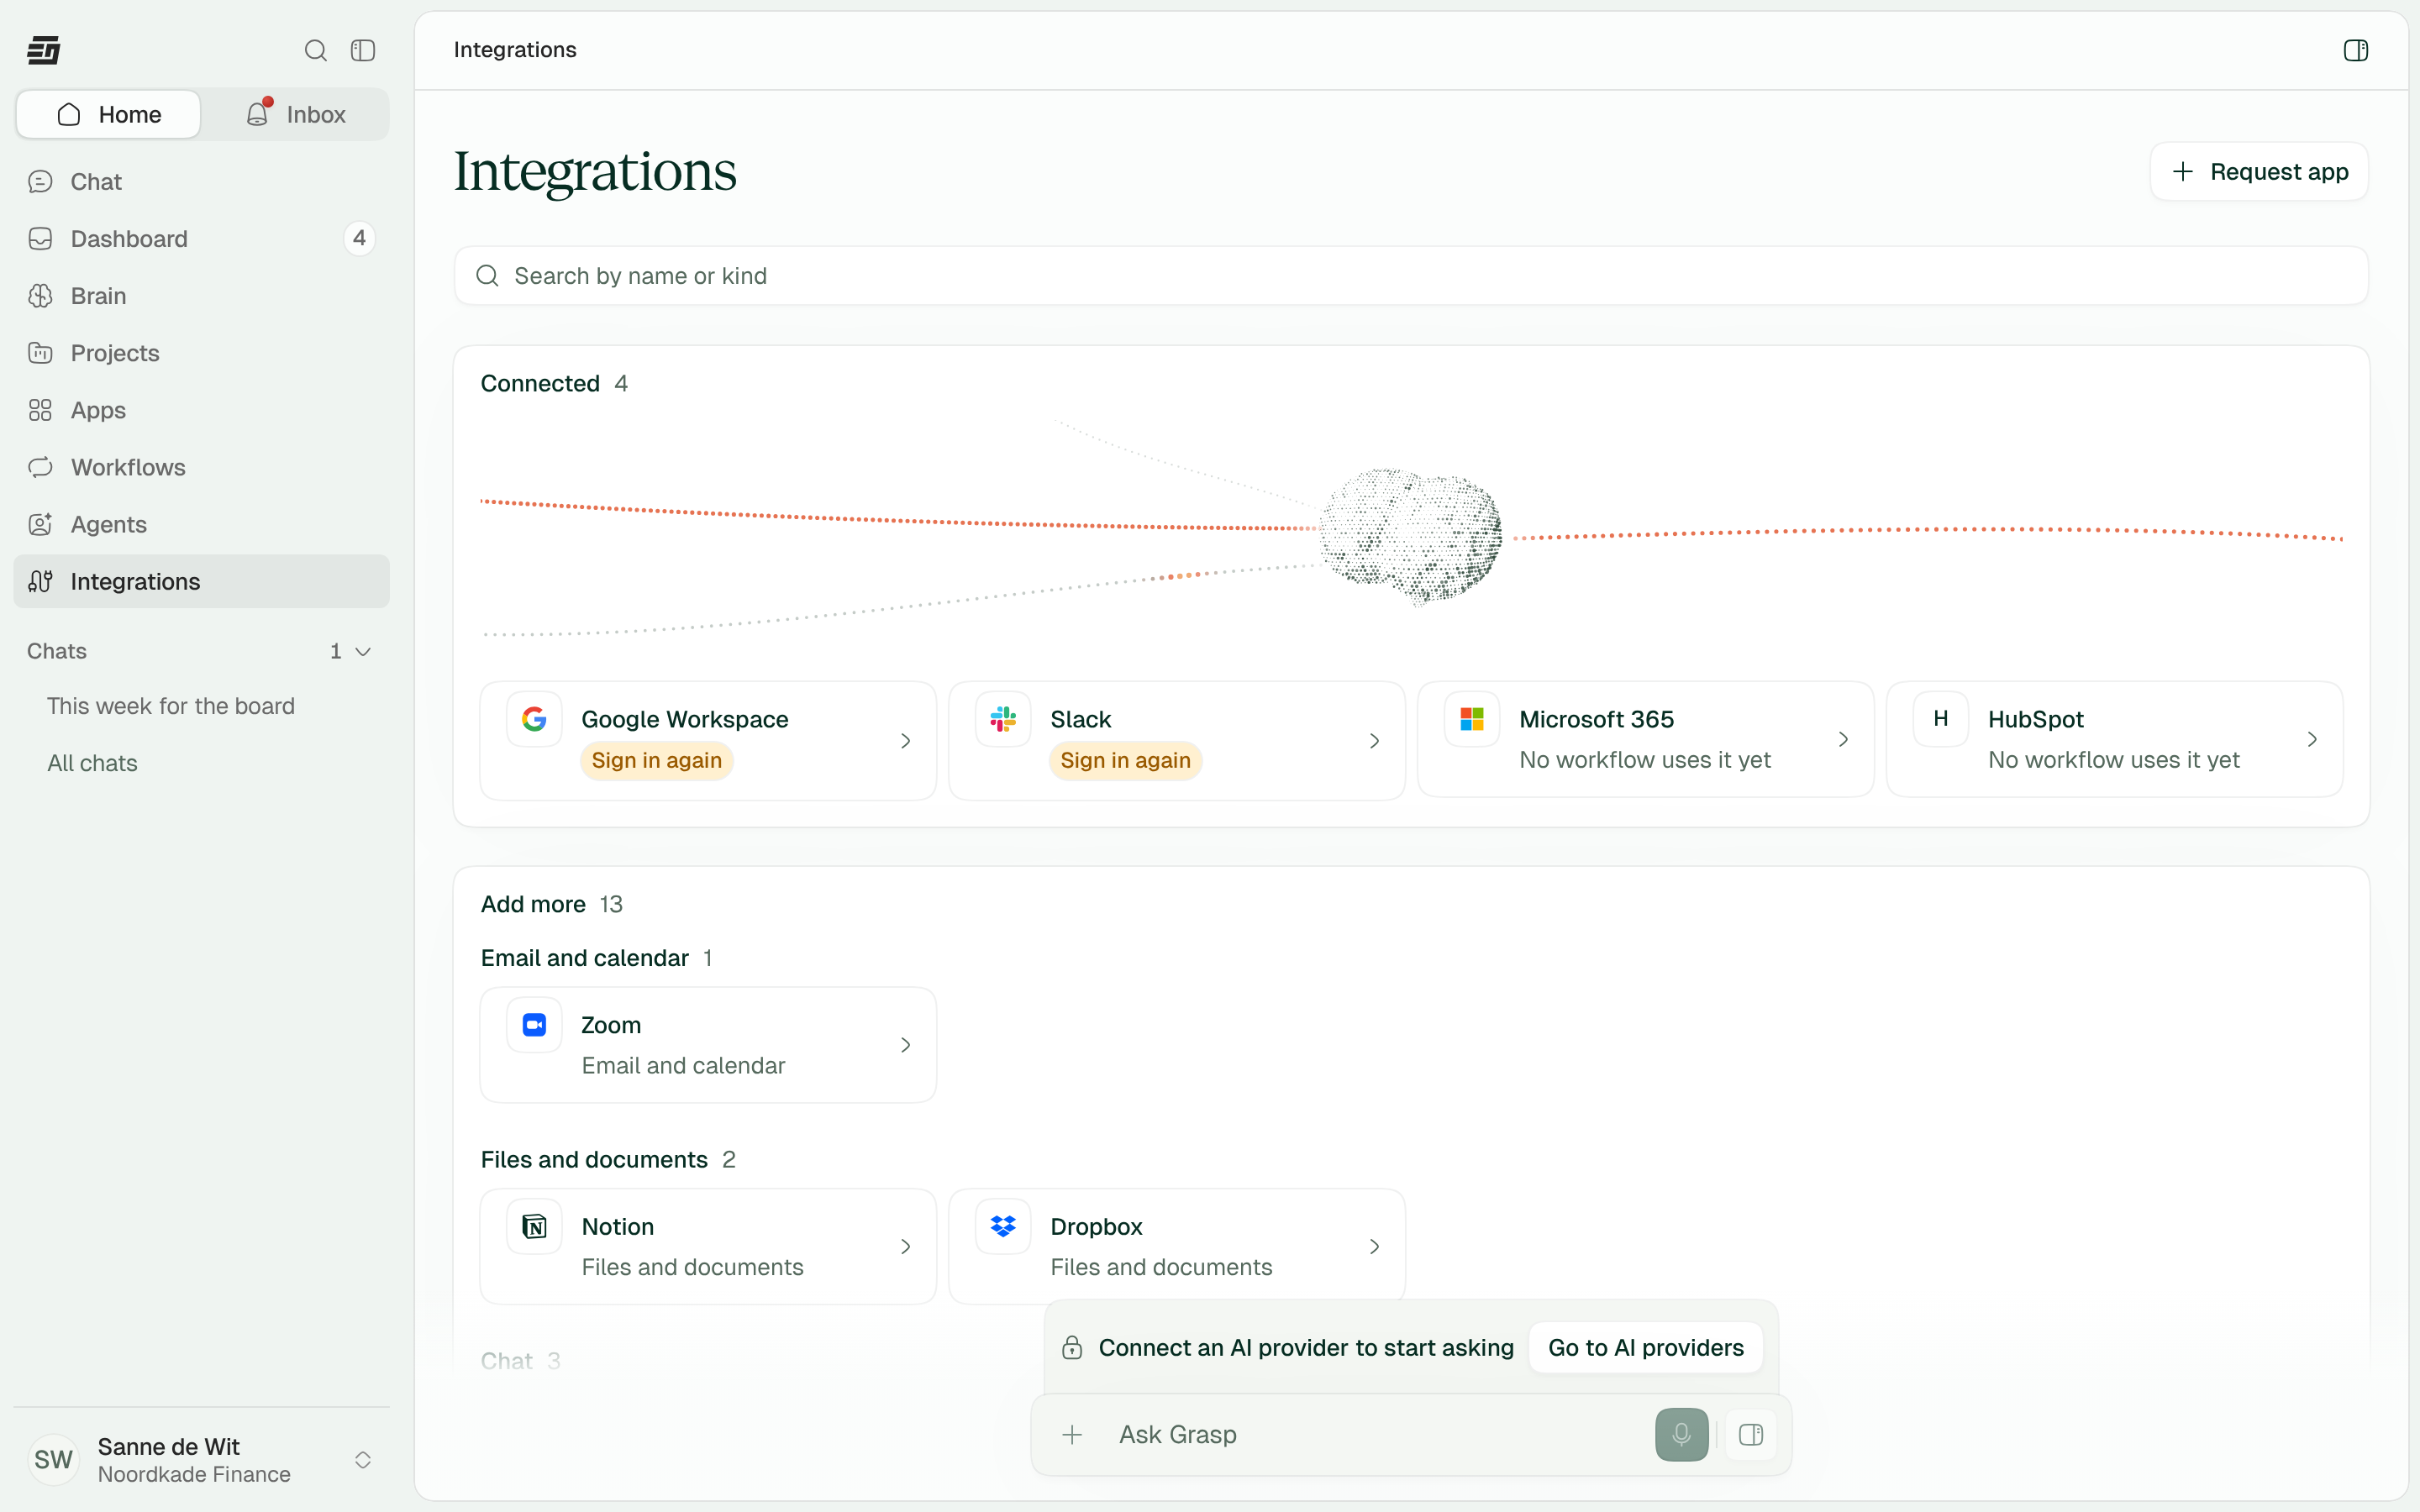 Home
Inbox
Chat
Dashboard 4
Brain
Projects
Apps
Workflows
Agents
Integrations
Chats 1
This week for the board
All chats
SW
Sanne de Wit
Noordkade Finance
Integrations
Integrations
Request app
Search by name or kind
Connected 4
Google Workspace
Sign in again
Slack
Sign in again
Microsoft 365
No workflow uses it yet
H
HubSpot
No workflow uses it yet
Add more 13
Email and calendar 1
Zoom
Email and calendar
Files and documents 2
Notion
Files and documents
Dropbox
Files and documents
Chat 3
Connect an AI provider to start asking
Go to AI providers
Ask Grasp